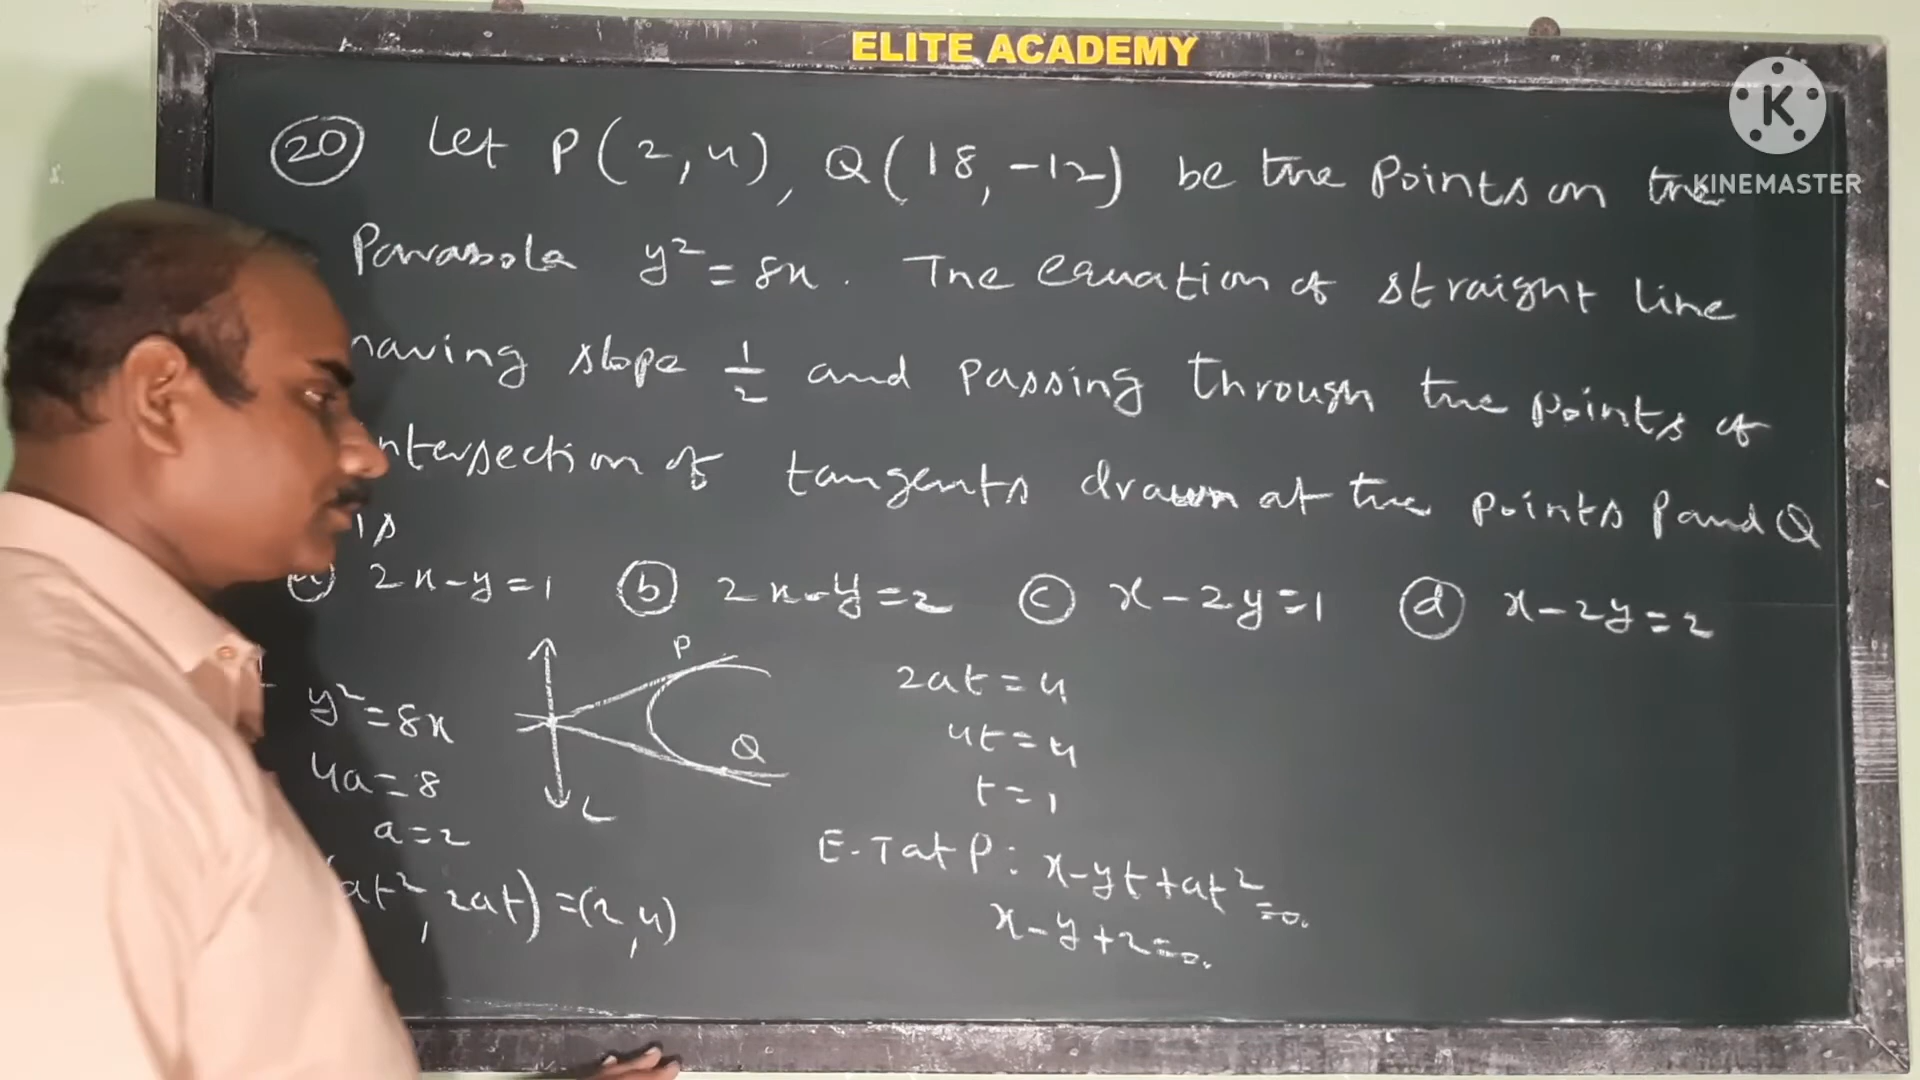 ELITE ACADEMY
KINEMASTER
(20) Let P(2,4), Q(18,-12) be the points on the
Parabola y² = 8x. The equation of straight line
having slope 1/2 and passing through the points of
ntersection of tangents drawn at the points P and Q
is
2x-y=1 (b) 2x-y=2 (c) x-2y=1 (d) x-2y=2
y²=8x
4a=8
a=2
at², 2at)=(2,4)
P
Q
L
2at=4
4t=4
t=1
E.T at P: x-yt+at²=0.
x-y+2=0.